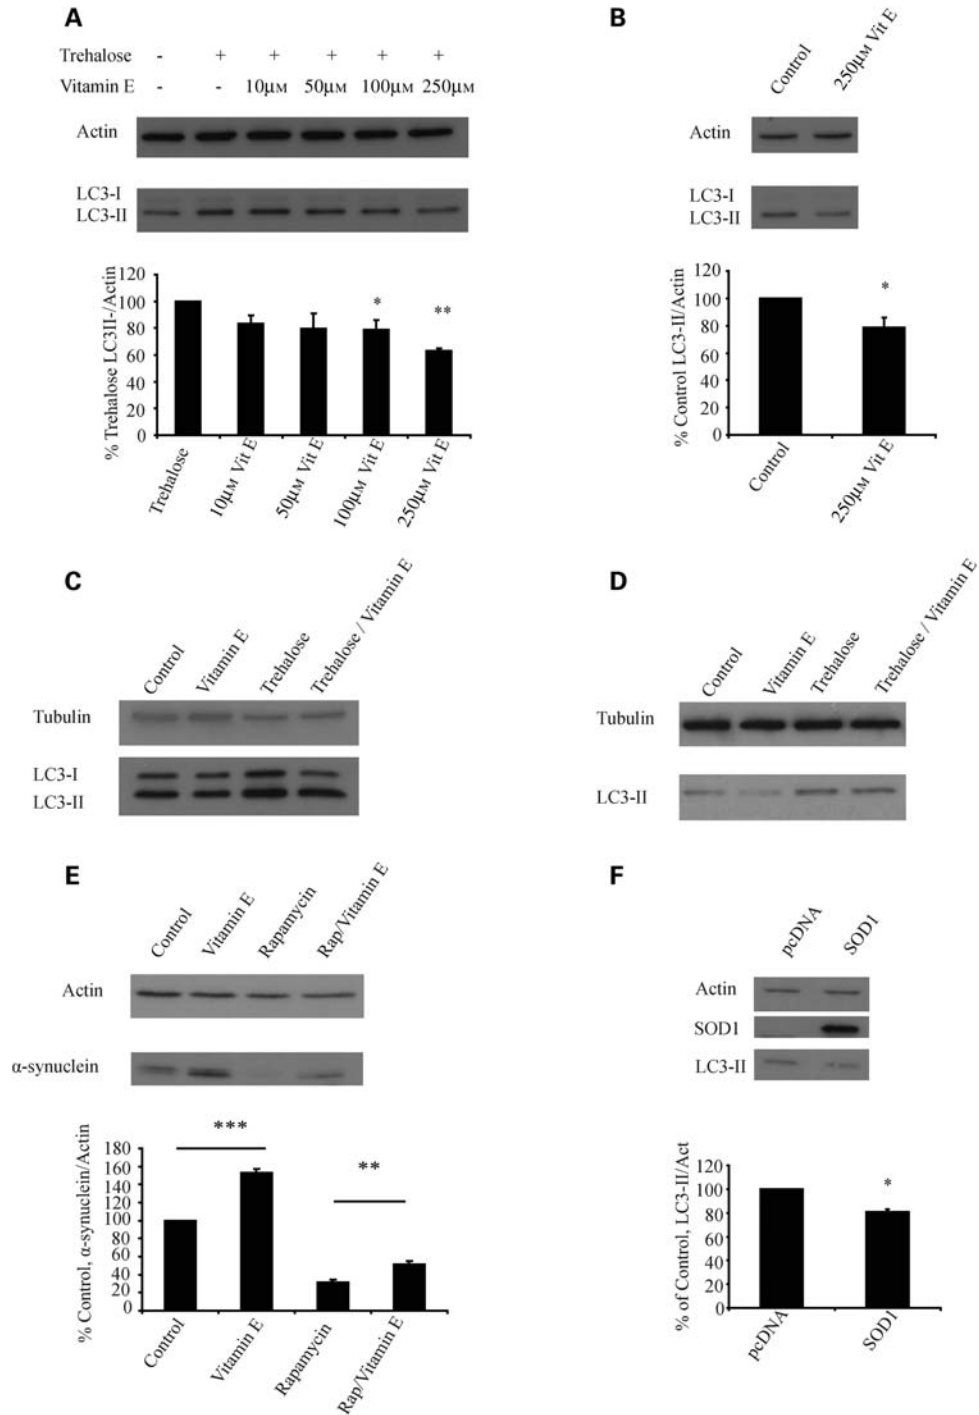 A
Trehalose - + + + + +
Vitamin E - - 10μM 50μM 100μM 250μM
Actin
LC3-I
LC3-II
% Trehalose LC3II-/Actin
120
100
80
60
40
20
0
*
**
Trehalose
10μM Vit E
50μM Vit E
100μM Vit E
250μM Vit E
B
Control
250μM Vit E
Actin
LC3-I
LC3-II
% Control LC3-II/Actin
120
100
80
60
40
20
0
*
Control
250μM Vit E
C
Control
Vitamin E
Trehalose
Trehalose / Vitamin E
Tubulin
LC3-I
LC3-II
D
Control
Vitamin E
Trehalose
Trehalose / Vitamin E
Tubulin
LC3-II
E
Control
Vitamin E
Rapamycin
Rap/Vitamin E
Actin
α-synuclein
% Control, α-synuclein/Actin
180
160
140
120
100
80
60
40
20
0
***
**
Control
Vitamin E
Rapamycin
Rap/Vitamin E
F
pcDNA
SOD1
Actin
SOD1
LC3-II
% of Control, LC3-II/Act
120
100
80
60
40
20
0
*
pcDNA
SOD1